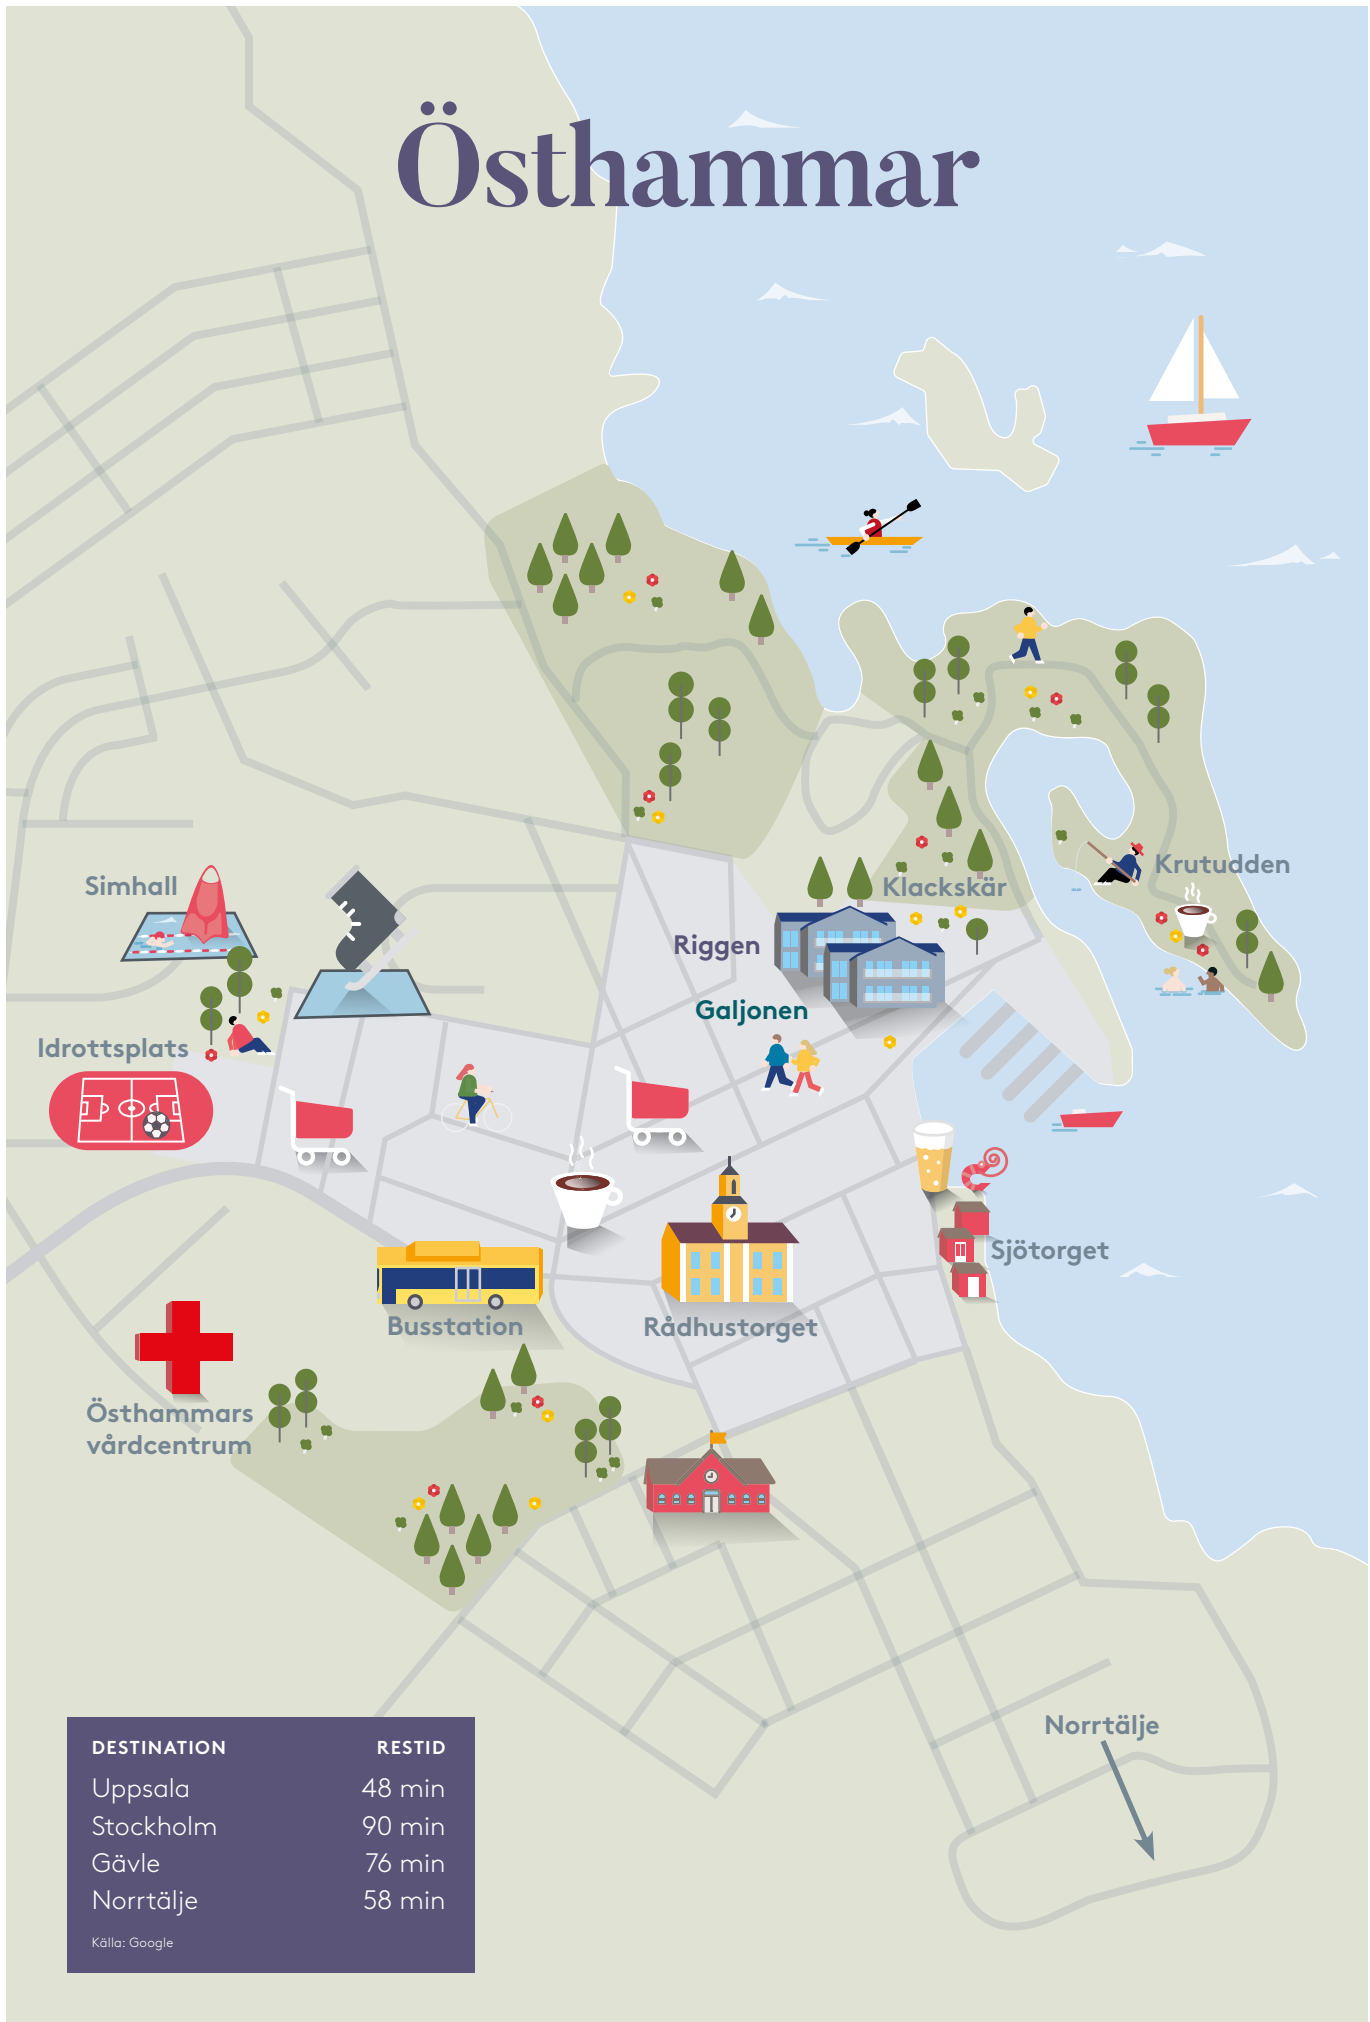 Östhammar
Simhall
Krutudden
Klackskär
Riggen
Galjonen
Idrottsplats
Sjötorget
Busstation
Rådhustorget
Östhammars
vårdcentrum
Norrtälje
DESTINATION RESTID
Uppsala 48 min
Stockholm 90 min
Gävle 76 min
Norrtälje 58 min
Källa: Google